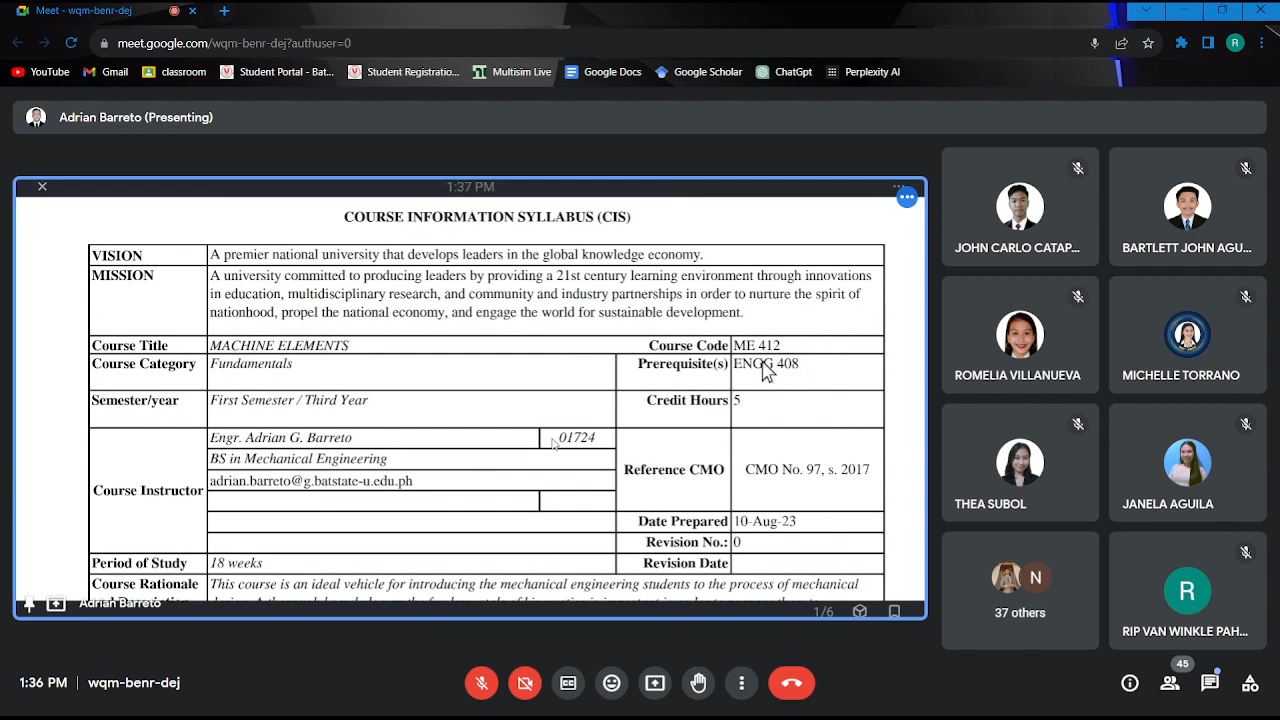 Meet - wqm-benr-dej
meet.google.com/wqm-benr-dej?authuser=0
R
YouTube
Gmail
classroom
Student Portal - Bat...
Student Registratio...
Multisim Live
Google Docs
Google Scholar
ChatGPT
Perplexity AI
Adrian Barreto (Presenting)
1:37 PM
COURSE INFORMATION SYLLABUS (CIS)
VISION A premier national university that develops leaders in the global knowledge economy.
MISSION A university committed to producing leaders by providing a 21st century learning environment through innovations
in education, multidisciplinary research, and community and industry partnerships in order to nurture the spirit of
nationhood, propel the national economy, and engage the world for sustainable development.
Course Title MACHINE ELEMENTS Course Code ME 412
Course Category Fundamentals Prerequisite(s) ENGG 408
Semester/year First Semester / Third Year Credit Hours 5
Course Instructor
Engr. Adrian G. Barreto 01724
BS in Mechanical Engineering
adrian.barreto@g.batstate-u.edu.ph
Reference CMO CMO No. 97, s. 2017
Date Prepared 10-Aug-23
Revision No.: 0
Period of Study 18 weeks Revision Date
Course Rationale This course is an ideal vehicle for introducing the mechanical engineering students to the process of mechanical
Adrian Barreto
1/6
JOHN CARLO CATAP...
BARTLETT JOHN AGU...
ROMELIA VILLANUEVA
MICHELLE TORRANO
THEA SUBOL
JANELA AGUILA
N
37 others
R
RIP VAN WINKLE PAH...
1:36 PM | wqm-benr-dej
45